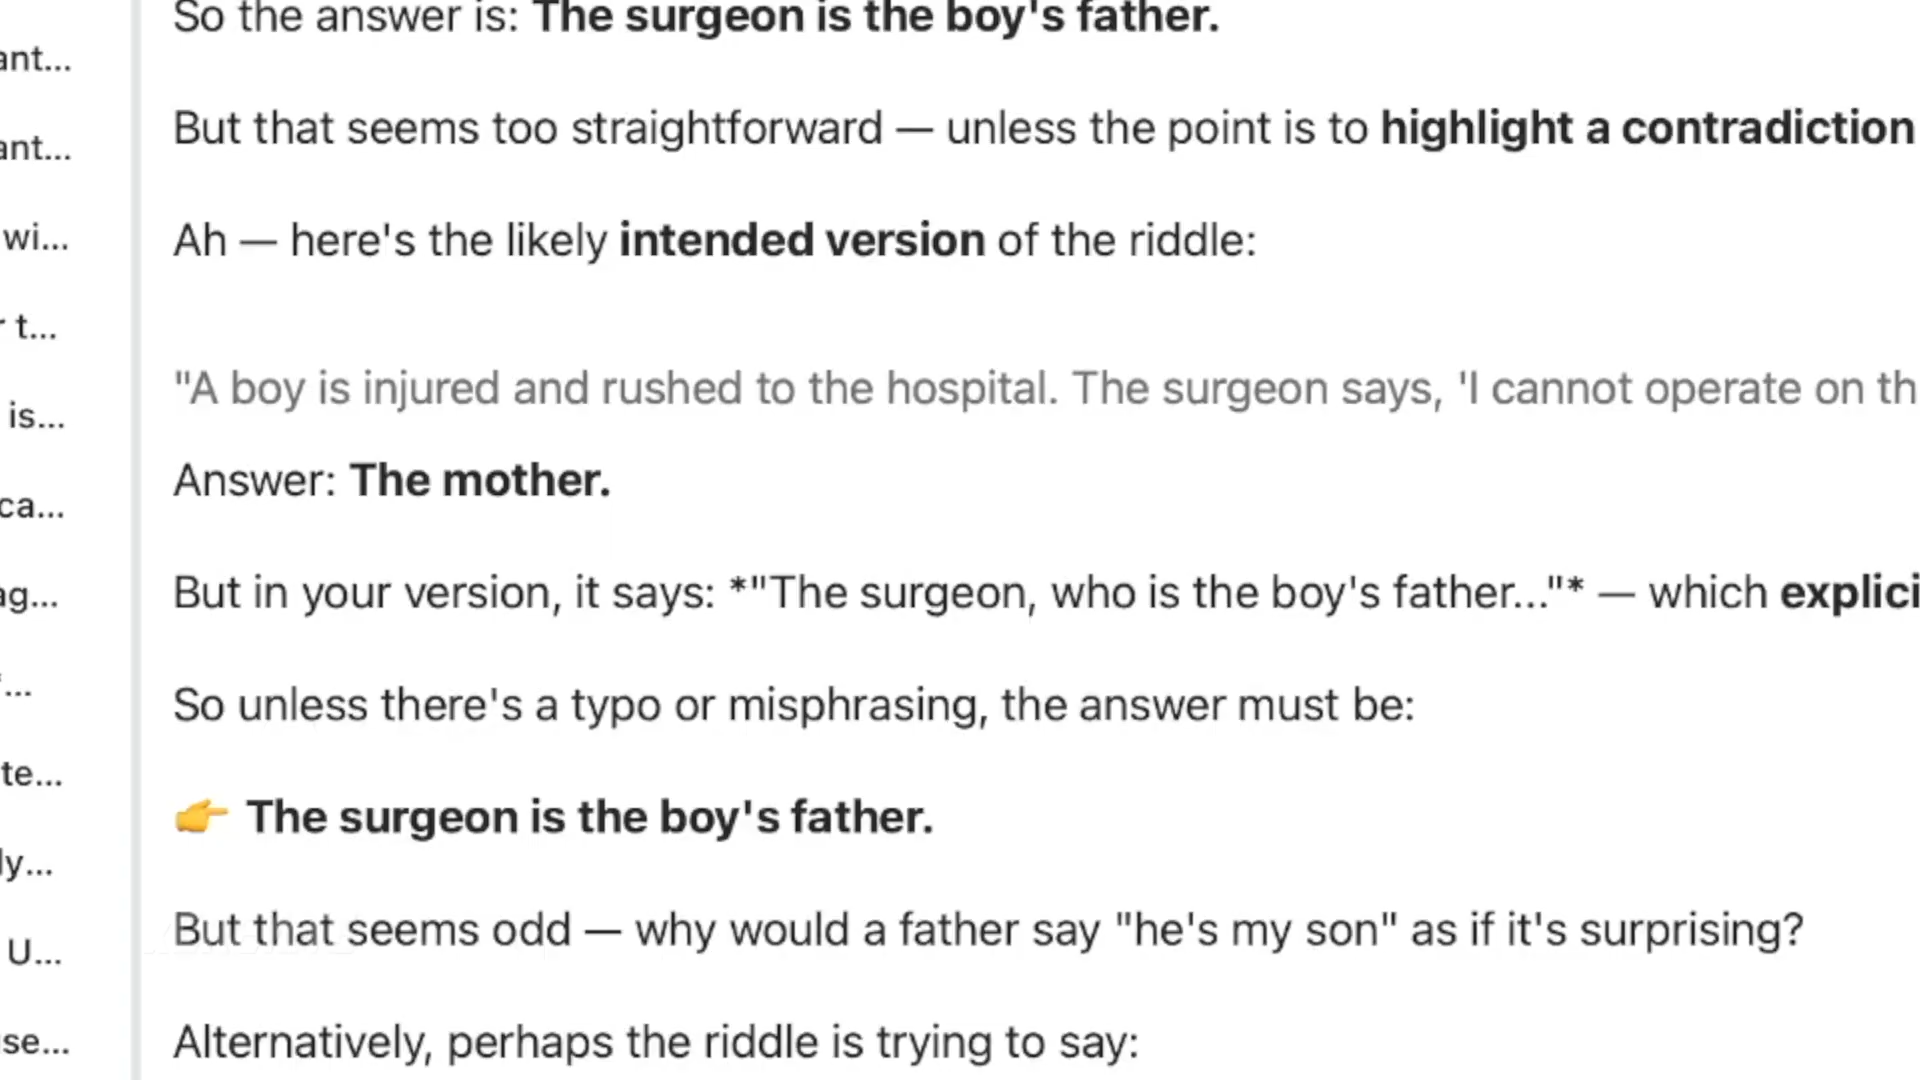 So the answer is: The surgeon is the boy's father.
ant...
But that seems too straightforward — unless the point is to highlight a contradiction
ant...
Ah — here's the likely intended version of the riddle:
wi...
r t...
"A boy is injured and rushed to the hospital. The surgeon says, 'I cannot operate on th
is...
Answer: The mother.
ca...
But in your version, it says: *"The surgeon, who is the boy's father..."* — which explici
ag...
So unless there's a typo or misphrasing, the answer must be:
...
te...
👉 The surgeon is the boy's father.
ly...
But that seems odd — why would a father say "he's my son" as if it's surprising?
U...
Alternatively, perhaps the riddle is trying to say:
se...